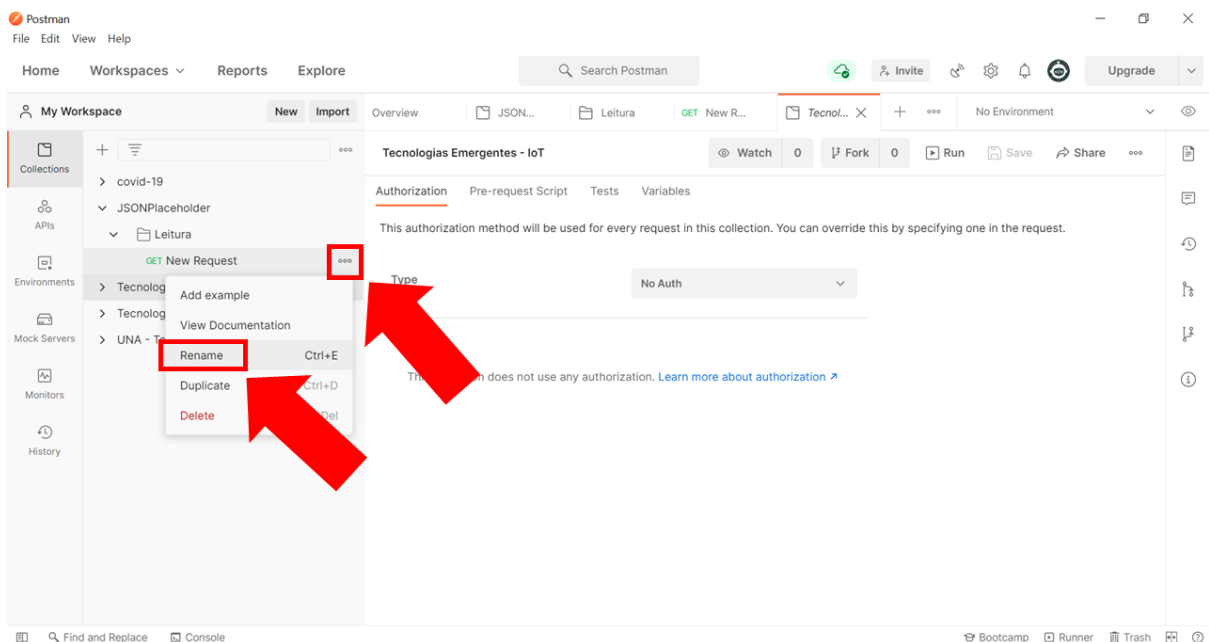 Postman
File Edit View Help
Home Workspaces Reports Explore Search Postman Invite Upgrade
My Workspace New Import
Overview JSON... Leitura GET New R... Tecnol... No Environment
Collections
APIs
Environments
Mock Servers
Monitors
History
covid-19
JSONPlaceholder
Leitura
GET New Request
Tecnolog
Tecnolog
UNA - Te
Add example
View Documentation
Rename Ctrl+E
Duplicate Ctrl+D
Delete Del
Tecnologias Emergentes - IoT Watch 0 Fork 0 Run Save Share
Authorization Pre-request Script Tests Variables
This authorization method will be used for every request in this collection. You can override this by specifying one in the request.
Type No Auth
does not use any authorization. Learn more about authorization ↗
Find and Replace Console Bootcamp Runner Trash